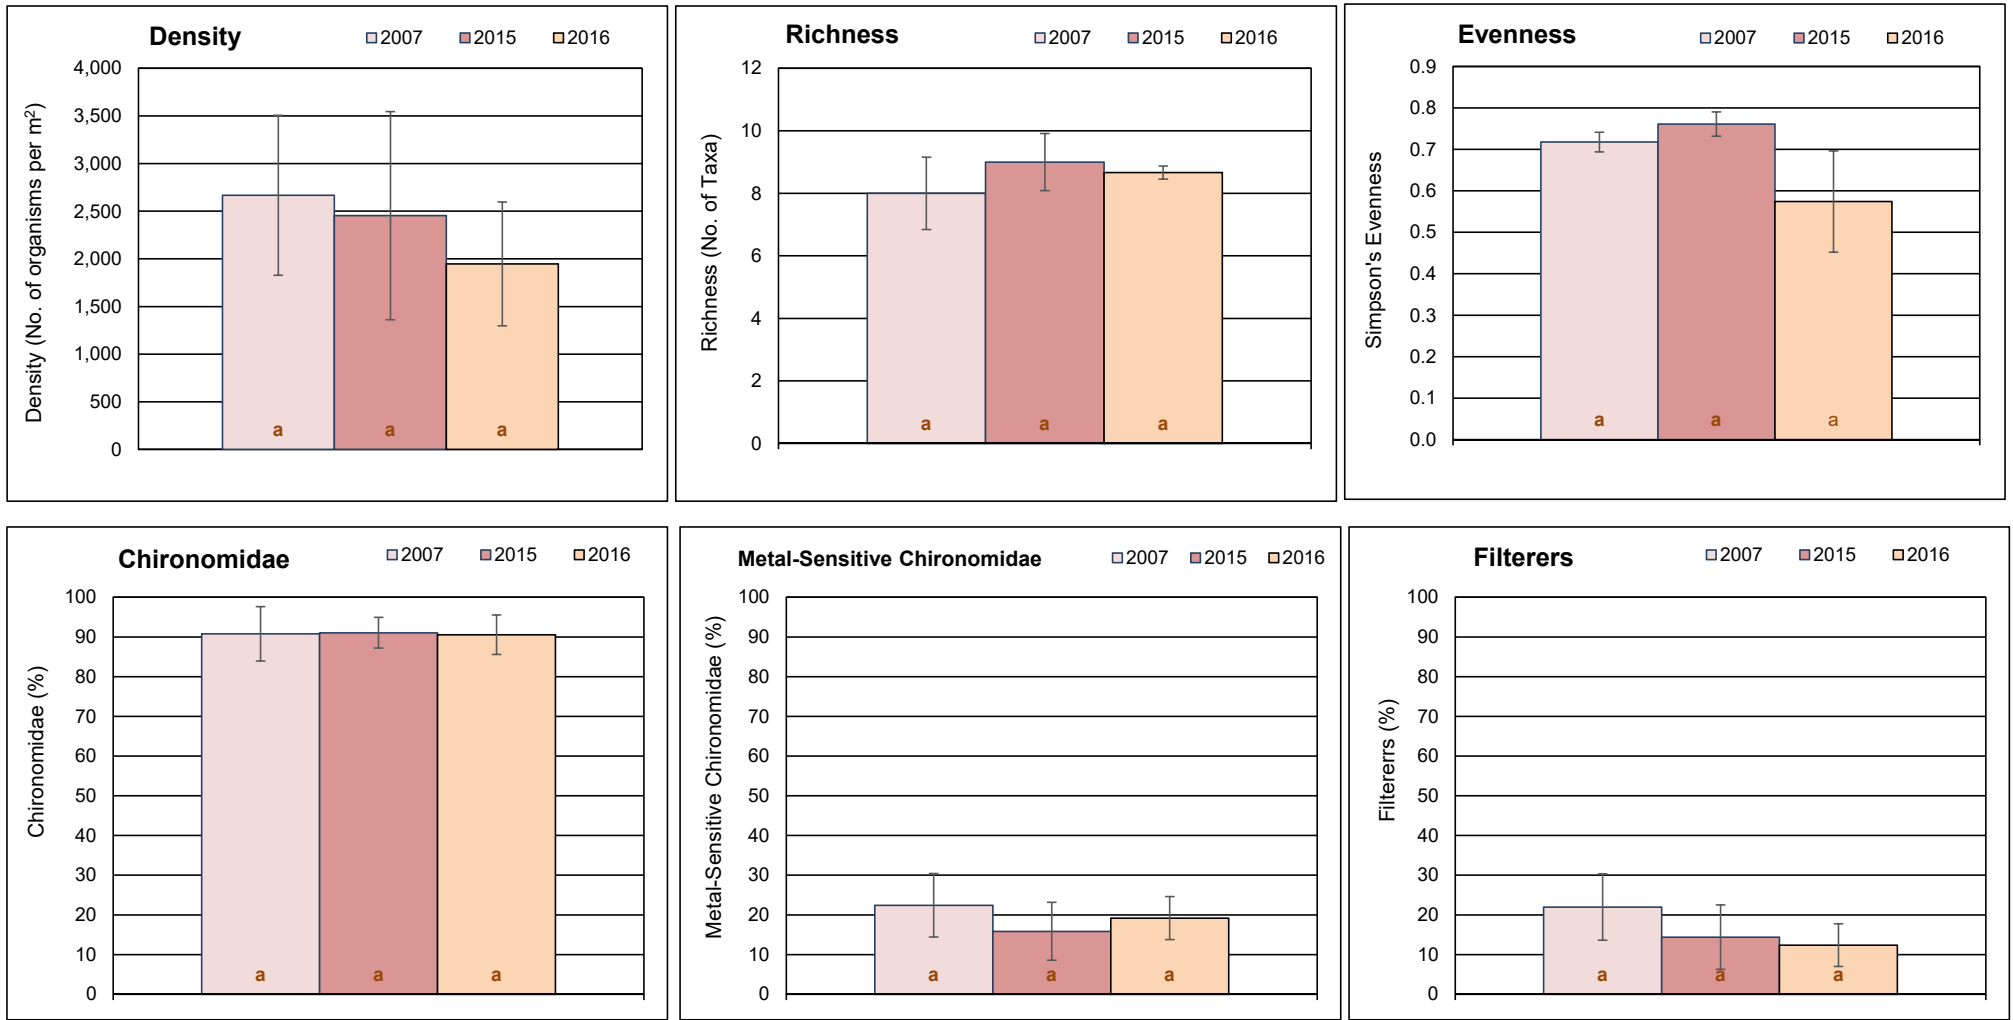 Density
2007 2015 2016
Density (No. of organisms per m²)
4,000
3,500
3,000
2,500
2,000
1,500
1,000
500
0
a a a
Richness
2007 2015 2016
Richness (No. of Taxa)
12
10
8
6
4
2
0
a a a
Evenness
2007 2015 2016
Simpson's Evenness
0.9
0.8
0.7
0.6
0.5
0.4
0.3
0.2
0.1
0.0
a a a
Chironomidae
2007 2015 2016
Chironomidae (%)
100
90
80
70
60
50
40
30
20
10
0
a a a
Metal-Sensitive Chironomidae
2007 2015 2016
Metal-Sensitive Chironomidae (%)
100
90
80
70
60
50
40
30
20
10
0
a a a
Filterers
2007 2015 2016
Filtererrs (%)
100
90
80
70
60
50
40
30
20
10
0
a a a